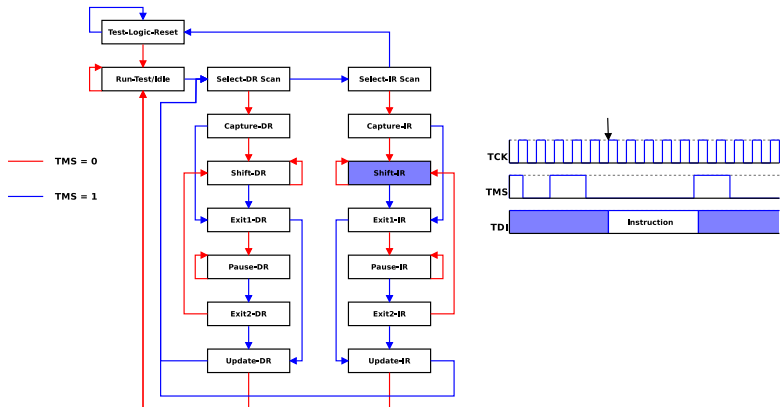 Test-Logic-Reset
Run-Test/Idle
Select-DR Scan
Select-IR Scan
Capture-DR
Capture-IR
TMS = 0
TMS = 1
Shift-DR
Shift-IR
Exit1-DR
Exit1-IR
Pause-DR
Pause-IR
Exit2-DR
Exit2-IR
Update-DR
Update-IR
TCK
TMS
TDI
Instruction